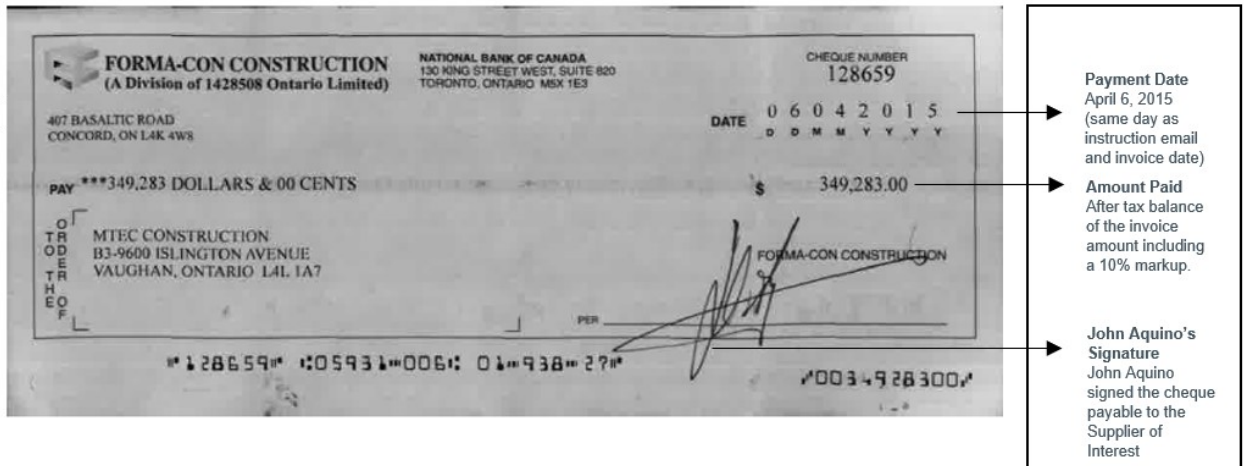 FORMA-CON CONSTRUCTION
(A Division of 1428508 Ontario Limited)
407 BASALTIC ROAD
CONCORD, ON L4K 4W8
NATIONAL BANK OF CANADA
130 KING STREET WEST, SUITE 820
TORONTO, ONTARIO M5X 1E3
CHEQUE NUMBER
128659
DATE 0 6 0 4 2 0 1 5
D D M M Y Y Y Y
PAY ***349,283 DOLLARS & 00 CENTS
$ 349,283.00
TO THE
ORDER OF
MTEC CONSTRUCTION
B3-9600 ISLINGTON AVENUE
VAUGHAN, ONTARIO L4L 1A7
FORMA-CON CONSTRUCTION
PER
⑈128659⑈ ⑆05931⑉006⑆ 01⑉938⑉27⑈
⑇0034928300⑇
Payment Date
April 6, 2015
(same day as
instruction email
and invoice date)
Amount Paid
After tax balance
of the invoice
amount including
a 10% markup.
John Aquino's
Signature
John Aquino
signed the cheque
payable to the
Supplier of
Interest